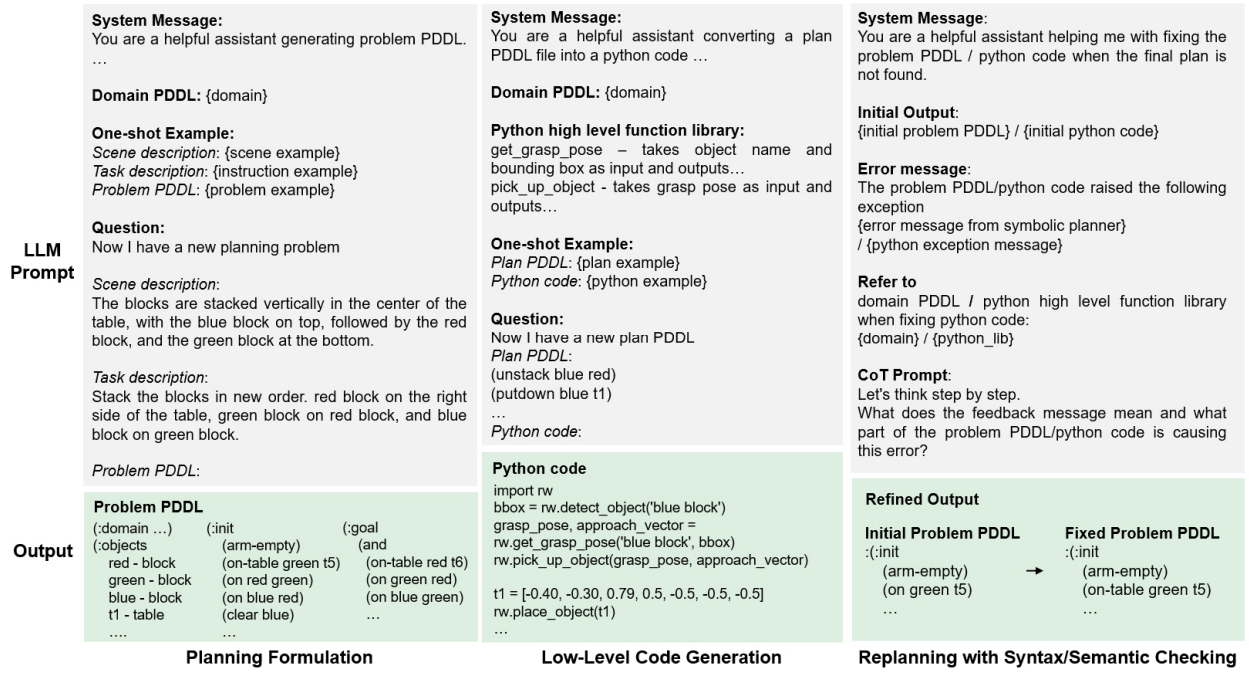 LLM
Prompt
System Message:
You are a helpful assistant generating problem PDDL.
…
Domain PDDL: {domain}
One-shot Example:
Scene description: {scene example}
Task description: {instruction example}
Problem PDDL: {problem example}
Question:
Now I have a new planning problem
Scene description:
The blocks are stacked vertically in the center of the
table, with the blue block on top, followed by the red
block, and the green block at the bottom.
Task description:
Stack the blocks in new order. red block on the right
side of the table, green block on red block, and blue
block on green block.
Problem PDDL:
System Message:
You are a helpful assistant converting a plan
PDDL file into a python code …
Domain PDDL: {domain}
Python high level function library:
get_grasp_pose – takes object name and
bounding box as input and outputs…
pick_up_object - takes grasp pose as input and
outputs…
One-shot Example:
Plan PDDL: {plan example}
Python code: {python example}
Question:
Now I have a new plan PDDL
Plan PDDL:
(unstack blue red)
(putdown blue t1)
…
Python code:
System Message:
You are a helpful assistant helping me with fixing the
problem PDDL / python code when the final plan is
not found.
Initial Output:
{initial problem PDDL} / {initial python code}
Error message:
The problem PDDL/python code raised the following
exception
{error message from symbolic planner}
/ {python exception message}
Refer to
domain PDDL / python high level function library
when fixing python code:
{domain} / {python_lib}
CoT Prompt:
Let's think step by step.
What does the feedback message mean and what
part of the problem PDDL/python code is causing
this error?
Output
Problem PDDL
(:domain …)
(:objects
red - block
green - block
blue - block
t1 - table
….
(:init
(arm-empty)
(on-table green t5)
(on red green)
(on blue red)
(clear blue)
…
(:goal
(and
(on-table red t6)
(on green red)
(on blue green)
…
Python code
import rw
bbox = rw.detect_object('blue block')
grasp_pose, approach_vector =
rw.get_grasp_pose('blue block', bbox)
rw.pick_up_object(grasp_pose, approach_vector)
t1 = [-0.40, -0.30, 0.79, 0.5, -0.5, -0.5, -0.5]
rw.place_object(t1)
…
Refined Output
Initial Problem PDDL
:(:init
(arm-empty)
(on green t5)
…
Fixed Problem PDDL
:(:init
(arm-empty)
(on-table green t5)
…
Planning Formulation
Low-Level Code Generation
Replanning with Syntax/Semantic Checking